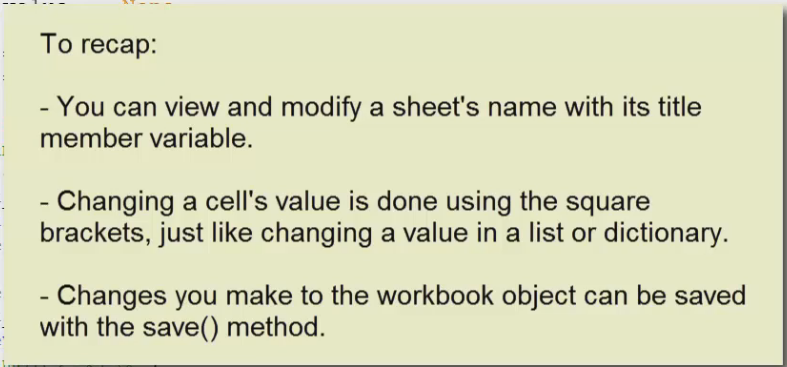 To recap:
- You can view and modify a sheet's name with its title
member variable.
- Changing a cell's value is done using the square
brackets, just like changing a value in a list or dictionary.
- Changes you make to the workbook object can be saved
with the save() method.